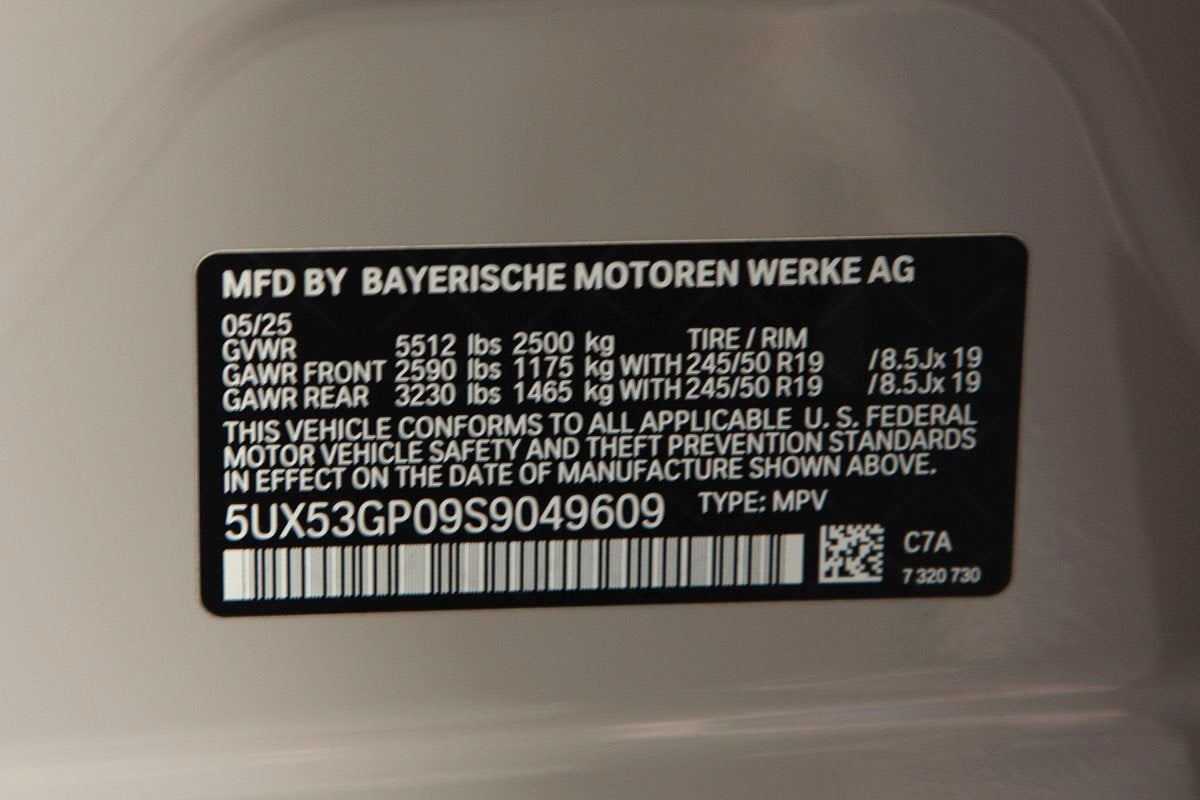 MFD BY BAYERISCHE MOTOREN WERKE AG
05/25
GVWR 5512 lbs 2500 kg TIRE / RIM
GAWR FRONT 2590 lbs 1175 kg WITH 245/50 R19 /8.5Jx 19
GAWR REAR 3230 lbs 1465 kg WITH 245/50 R19 /8.5Jx 19
THIS VEHICLE CONFORMS TO ALL APPLICABLE U. S. FEDERAL
MOTOR VEHICLE SAFETY AND THEFT PREVENTION STANDARDS
IN EFFECT ON THE DATE OF MANUFACTURE SHOWN ABOVE.
5UX53GP09S9049609 TYPE: MPV
C7A
7 320 730